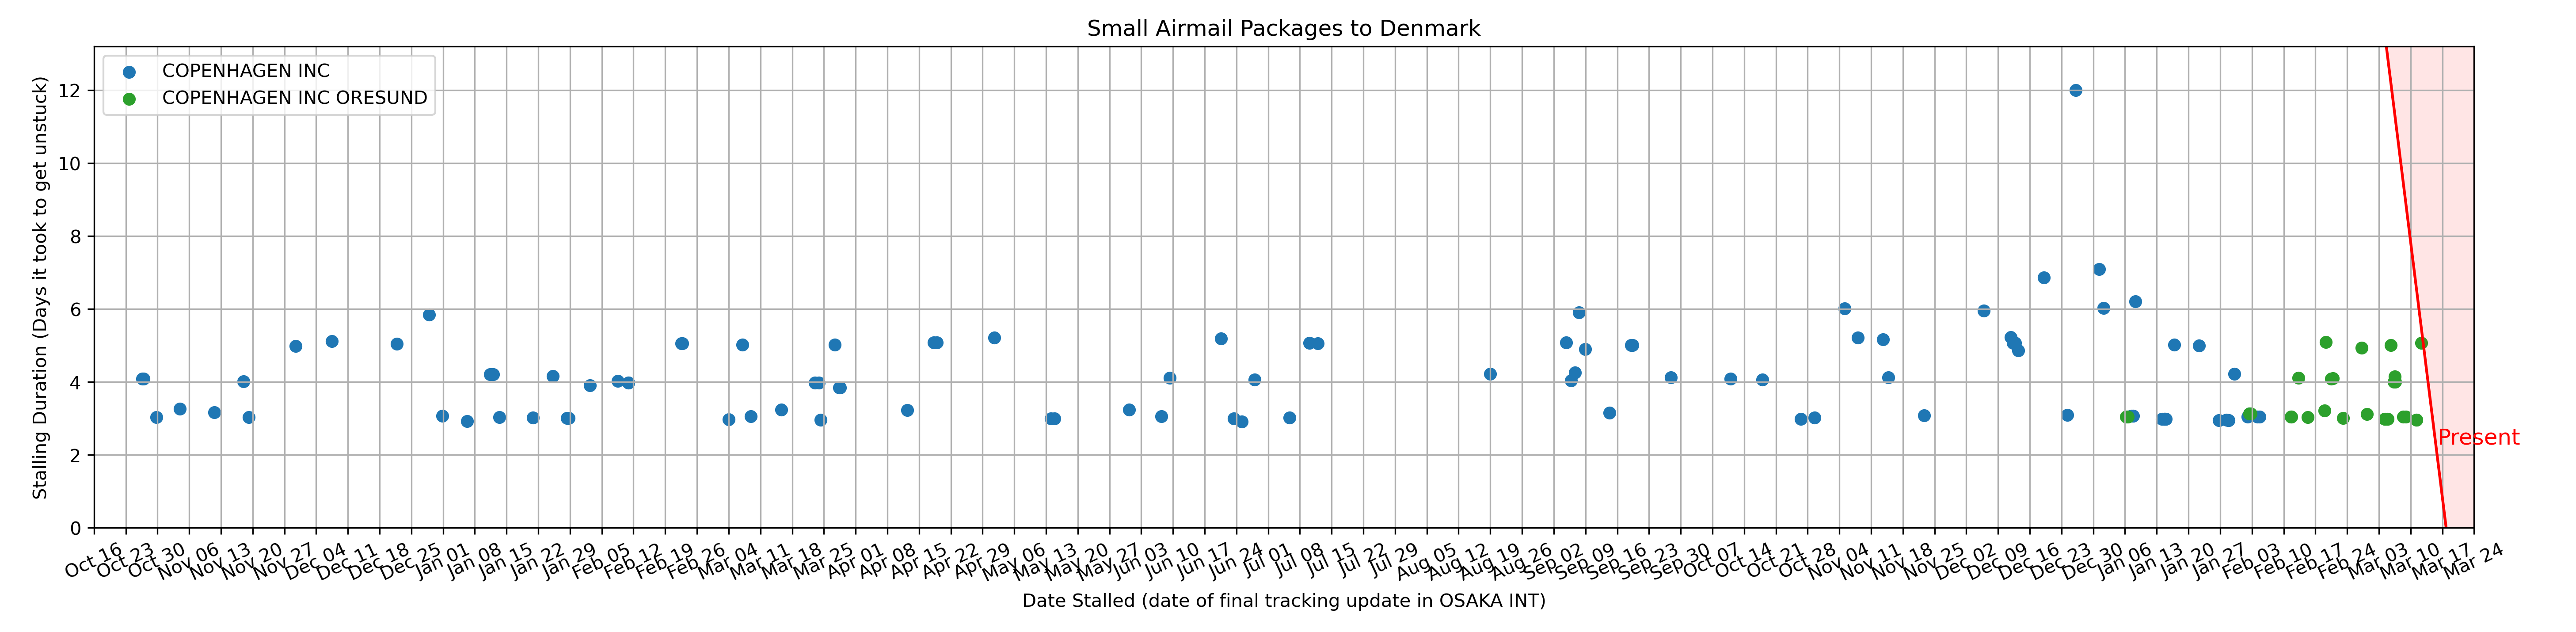 Small Airmail Packages to Denmark
COPENHAGEN INC
COPENHAGEN INC ORESUND
Stalling Duration (Days it took to get unstuck)
12
10
8
6
4
2
0
Present
Oct 16
Oct 23
Oct 30
Nov 06
Nov 13
Nov 20
Nov 27
Dec 04
Dec 11
Dec 18
Dec 25
Jan 01
Jan 08
Jan 15
Jan 22
Jan 29
Feb 05
Feb 12
Feb 19
Feb 26
Mar 04
Mar 11
Mar 18
Mar 25
Apr 01
Apr 08
Apr 15
Apr 22
Apr 29
May 06
May 13
May 20
May 27
Jun 03
Jun 10
Jun 17
Jun 24
Jul 01
Jul 08
Jul 15
Jul 22
Jul 29
Aug 05
Aug 12
Aug 19
Aug 26
Sep 02
Sep 09
Sep 16
Sep 23
Sep 30
Oct 07
Oct 14
Oct 21
Oct 28
Nov 04
Nov 11
Nov 18
Nov 25
Dec 02
Dec 09
Dec 16
Dec 23
Dec 30
Jan 06
Jan 13
Jan 20
Jan 27
Feb 03
Feb 10
Feb 17
Feb 24
Mar 03
Mar 10
Mar 17
Mar 24
Date Stalled (date of final tracking update in OSAKA INT)